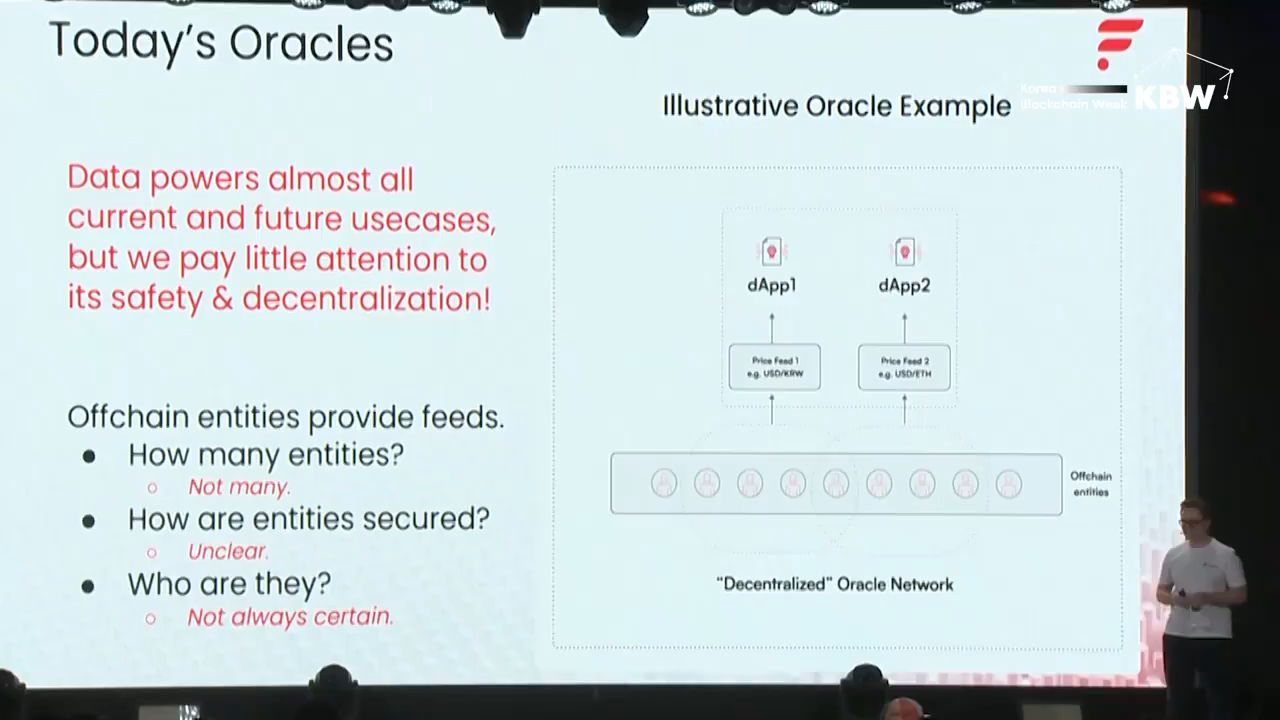 Today's Oracles
Korea
Blockchain Week
KBW
Illustrative Oracle Example
Data powers almost all
current and future usecases,
but we pay little attention to
its safety & decentralization!
Offchain entities provide feeds.
How many entities?
Not many.
How are entities secured?
Unclear.
Who are they?
Not always certain.
dApp1
dApp2
Price Feed 1
e.g. USD/KRW
Price Feed 2
e.g. USD/ETH
Offchain
entities
"Decentralized" Oracle Network